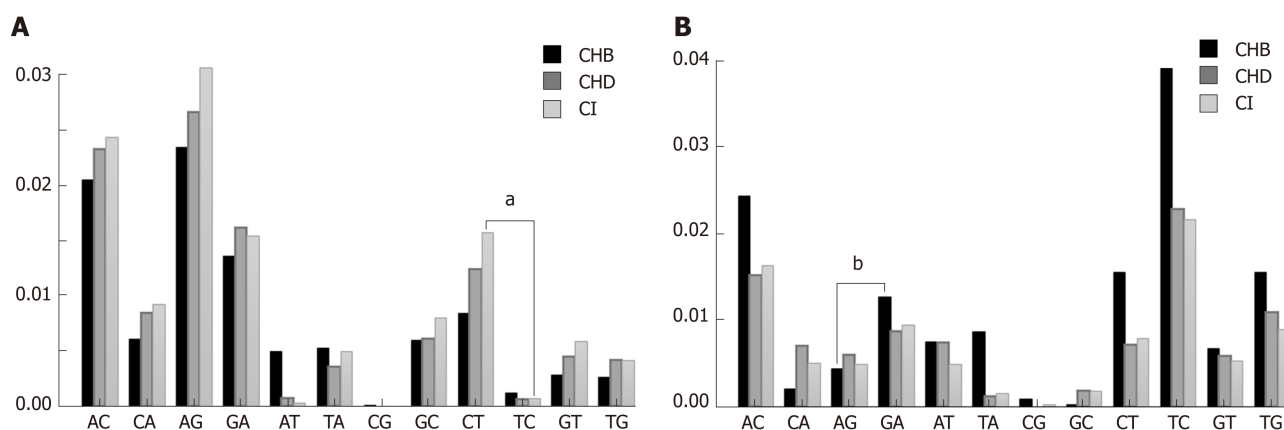 A
CHB
CHD
CI
0.03
0.02
0.01
0.00
a
AC CA AG GA AT TA CG GC CT TC GT TG
B
CHB
CHD
CI
0.04
0.03
0.02
0.01
0.00
b
AC CA AG GA AT TA CG GC CT TC GT TG